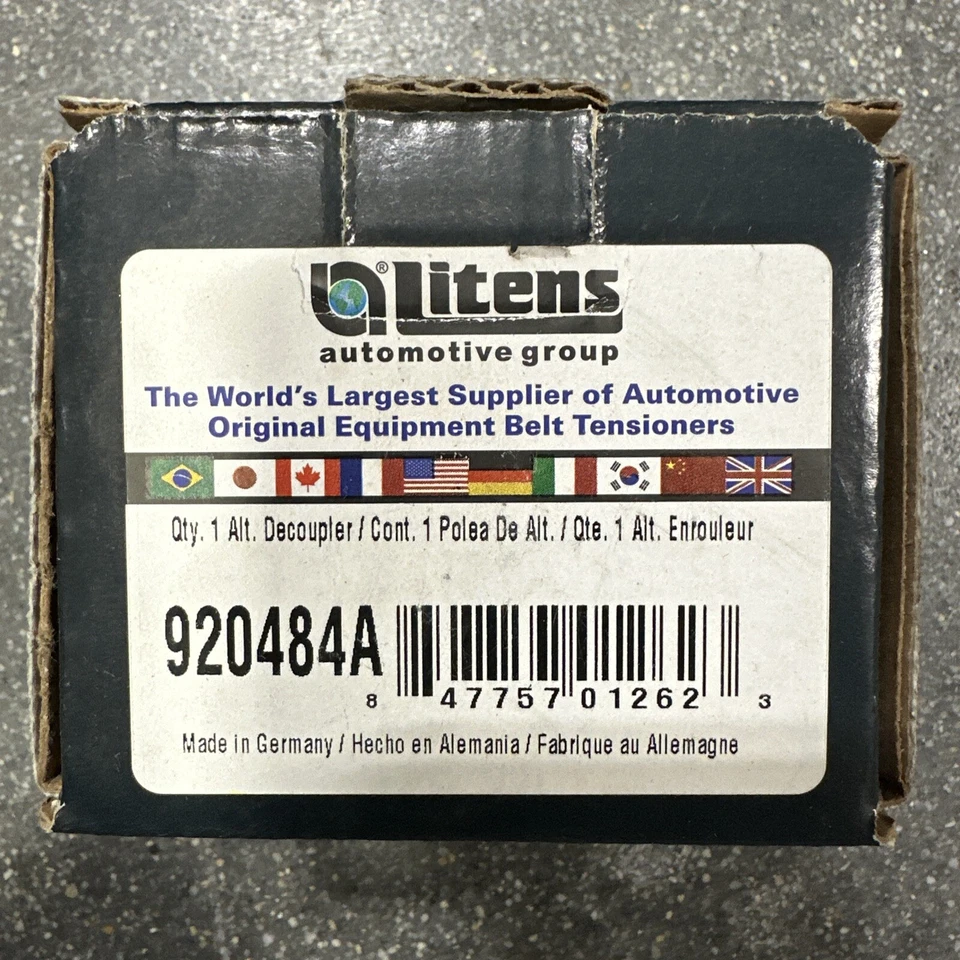 ® Litens
automotive group
The World's Largest Supplier of Automotive
Original Equipment Belt Tensioners
Qty. 1 Alt. Decoupler / Cont. 1 Polea De Alt. / Qte. 1 Alt. Enrouleur
920484A
8 47757 01262 3
Made in Germany / Hecho en Alemania / Fabrique au Allemagne